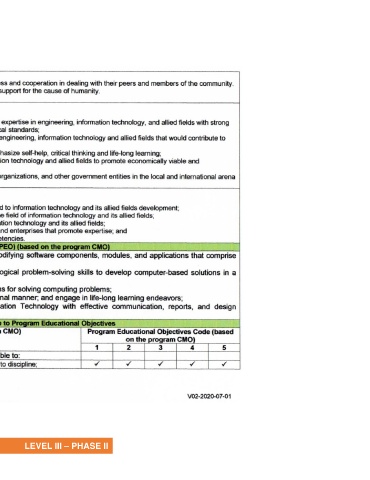 ss and cooperation in dealing with their peers and members of the community.
support for the cause of humanity.
expertise in engineering, information technology, and allied fields with strong
cal standards;
engineering, information technology and allied fields that would contribute to
hasize self-help, critical thinking and life-long learning;
ion technology and allied fields to promote economically viable and
organizations, and other government entities in the local and international arena
d to information technology and its allied fields development;
e field of information technology and its allied fields;
ation technology and its allied fields;
nd enterprises that promote expertise; and
etencies.
PEO) (based on the program CMO)
odifying software components, modules, and applications that comprise
ological problem-solving skills to develop computer-based solutions in a
ns for solving computing problems;
nal manner; and engage in life-long learning endeavors;
ation Technology with effective communication, reports, and design
e to Program Educational Objectives
n CMO) Program Educational Objectives Code (based
on the program CMO)
1 2 3 4 5
ble to:
to discipline; ✓ ✓ ✓ ✓ ✓
V02-2020-07-01
LEVEL III – PHASE II